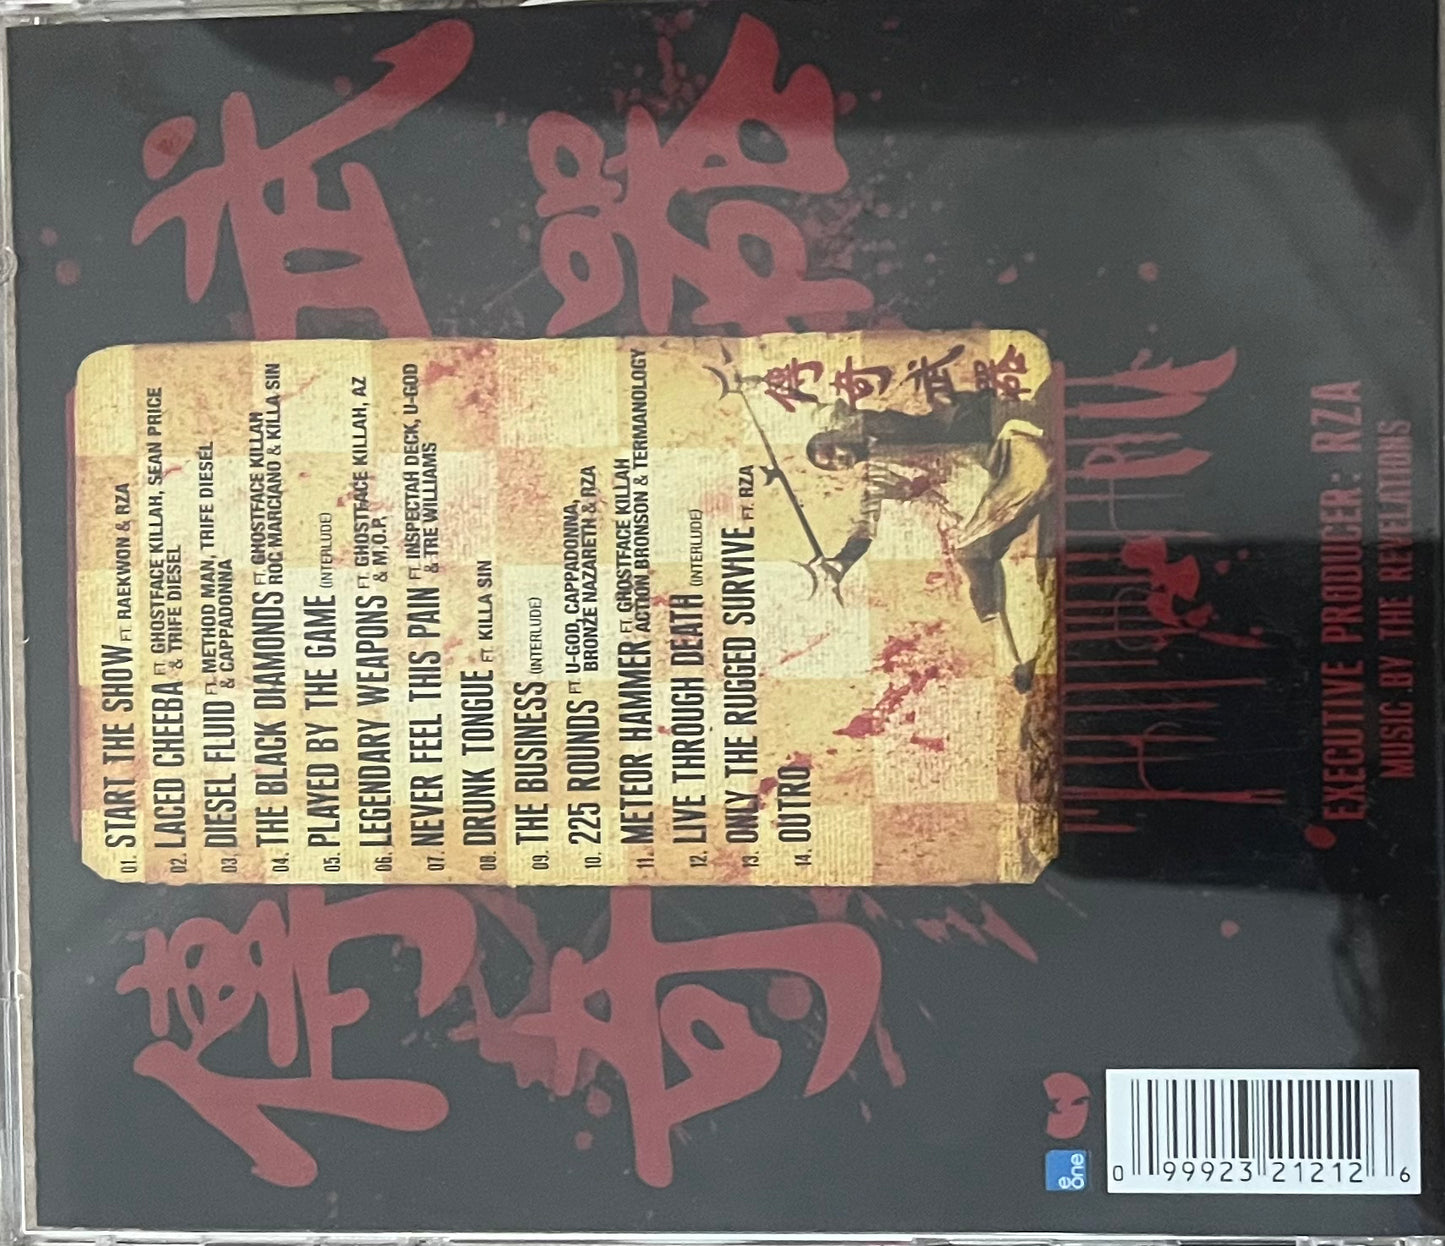 傳奇
武器
01. START THE SHOW FT. RAEKWON & RZA
02. LACED CHEEBA FT. GHOSTFACE KILLAH, SEAN PRICE
& TRIFE DIESEL
03. DIESEL FLUID FT. METHOD MAN, TRIFE DIESEL
& CAPPADONNA
04. THE BLACK DIAMONDS FT. GHOSTFACE KILLAH
ROC MARCIANO & KILLA SIN
05. PLAYED BY THE GAME (INTERLUDE)
06. LEGENDARY WEAPONS FT. GHOSTFACE KILLAH, AZ
& M.O.P.
07. NEVER FEEL THIS PAIN FT. INSPECTAH DECK, U-GOD
& TRE WILLIAMS
08. DRUNK TONGUE FT. KILLA SIN
09. THE BUSINESS (INTERLUDE)
10. 225 ROUNDS FT. U-GOD, CAPPADONNA,
BRONZE NAZARETH & RZA
11. METEOR HAMMER FT. GHOSTFACE KILLAH
ACTION BRONSON & TERMANOLOGY
12. LIVE THROUGH DEATH (INTERLUDE)
13. ONLY THE RUGGED SURVIVE FT. RZA
14. OUTRO
傳奇武器
EXECUTIVE PRODUCER: RZA
MUSIC BY THE REVELATIONS
e one
0 99923 21212 6